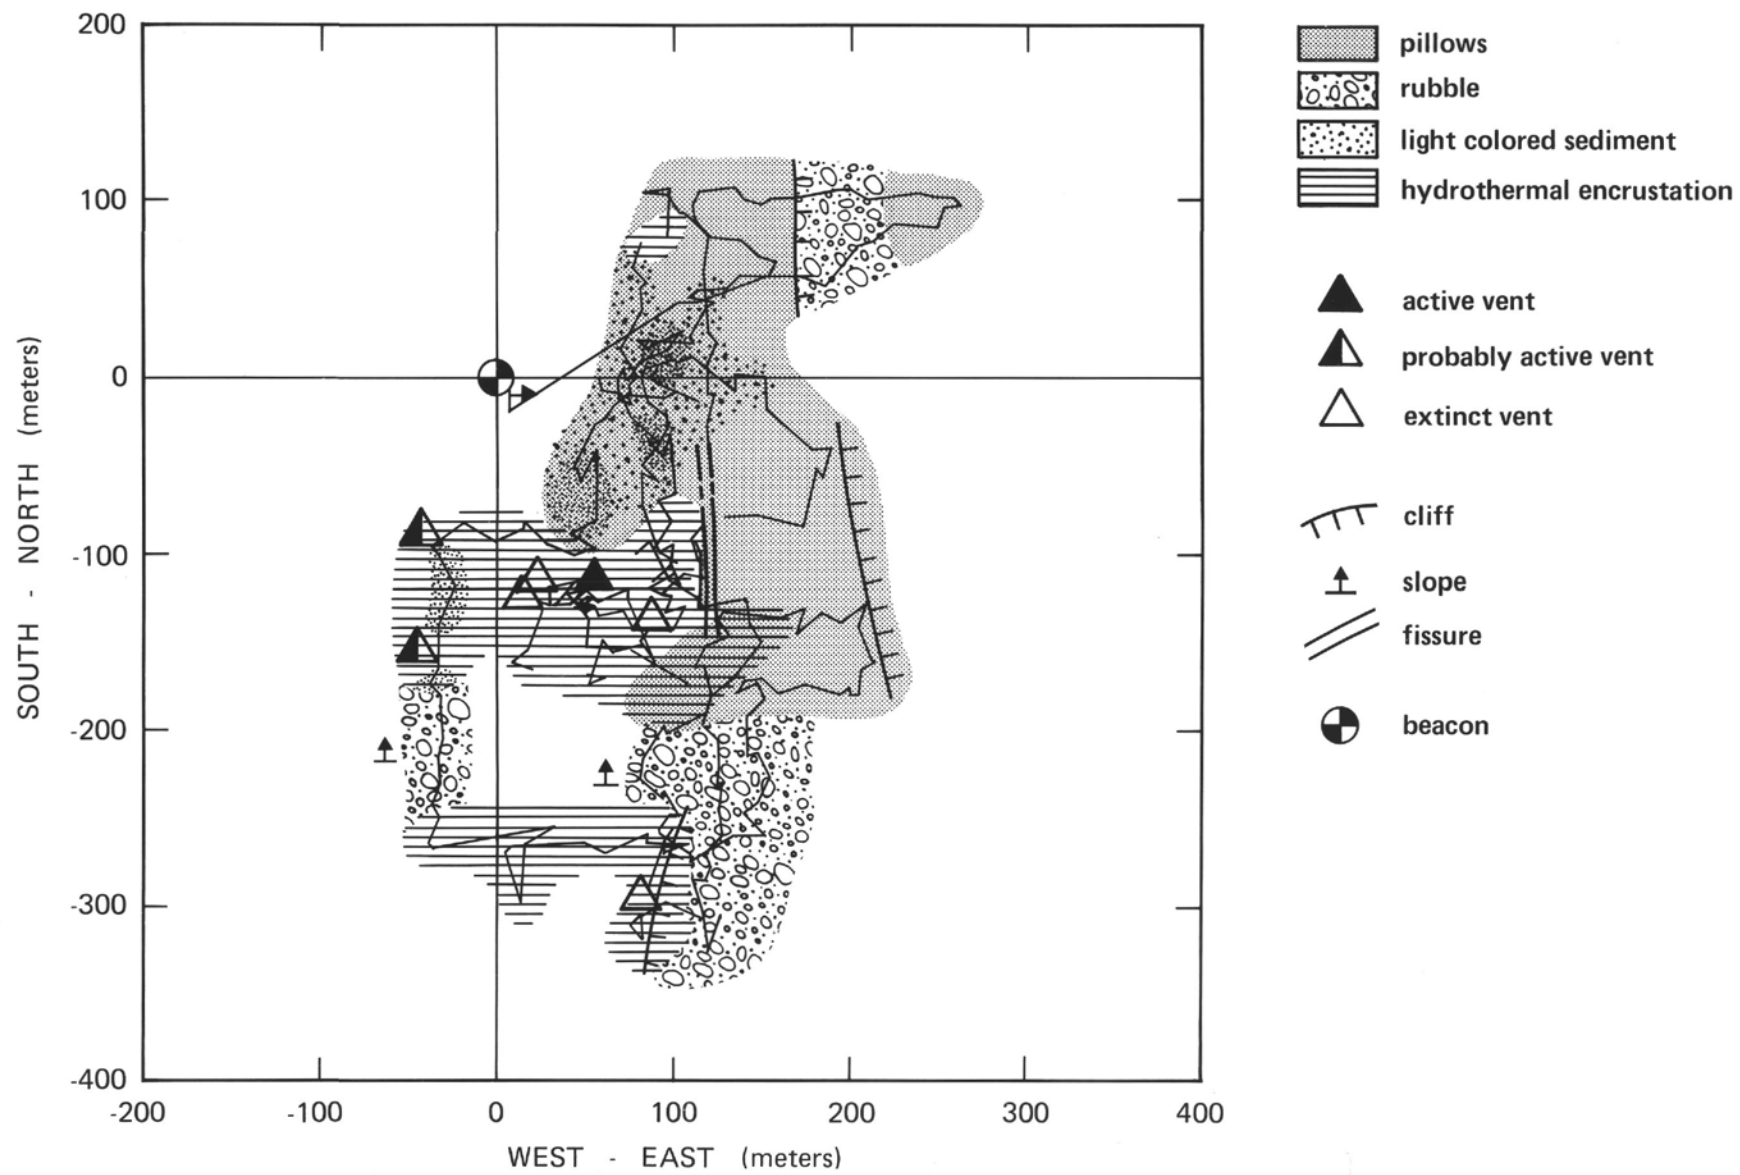 200
100
0
-100
-200
-300
-400
SOUTH - NORTH (meters)
-200 -100 0 100 200 300 400
WEST - EAST (meters)
pillows
rubble
light colored sediment
hydrothermal encrustation
active vent
probably active vent
extinct vent
cliff
slope
fissure
beacon